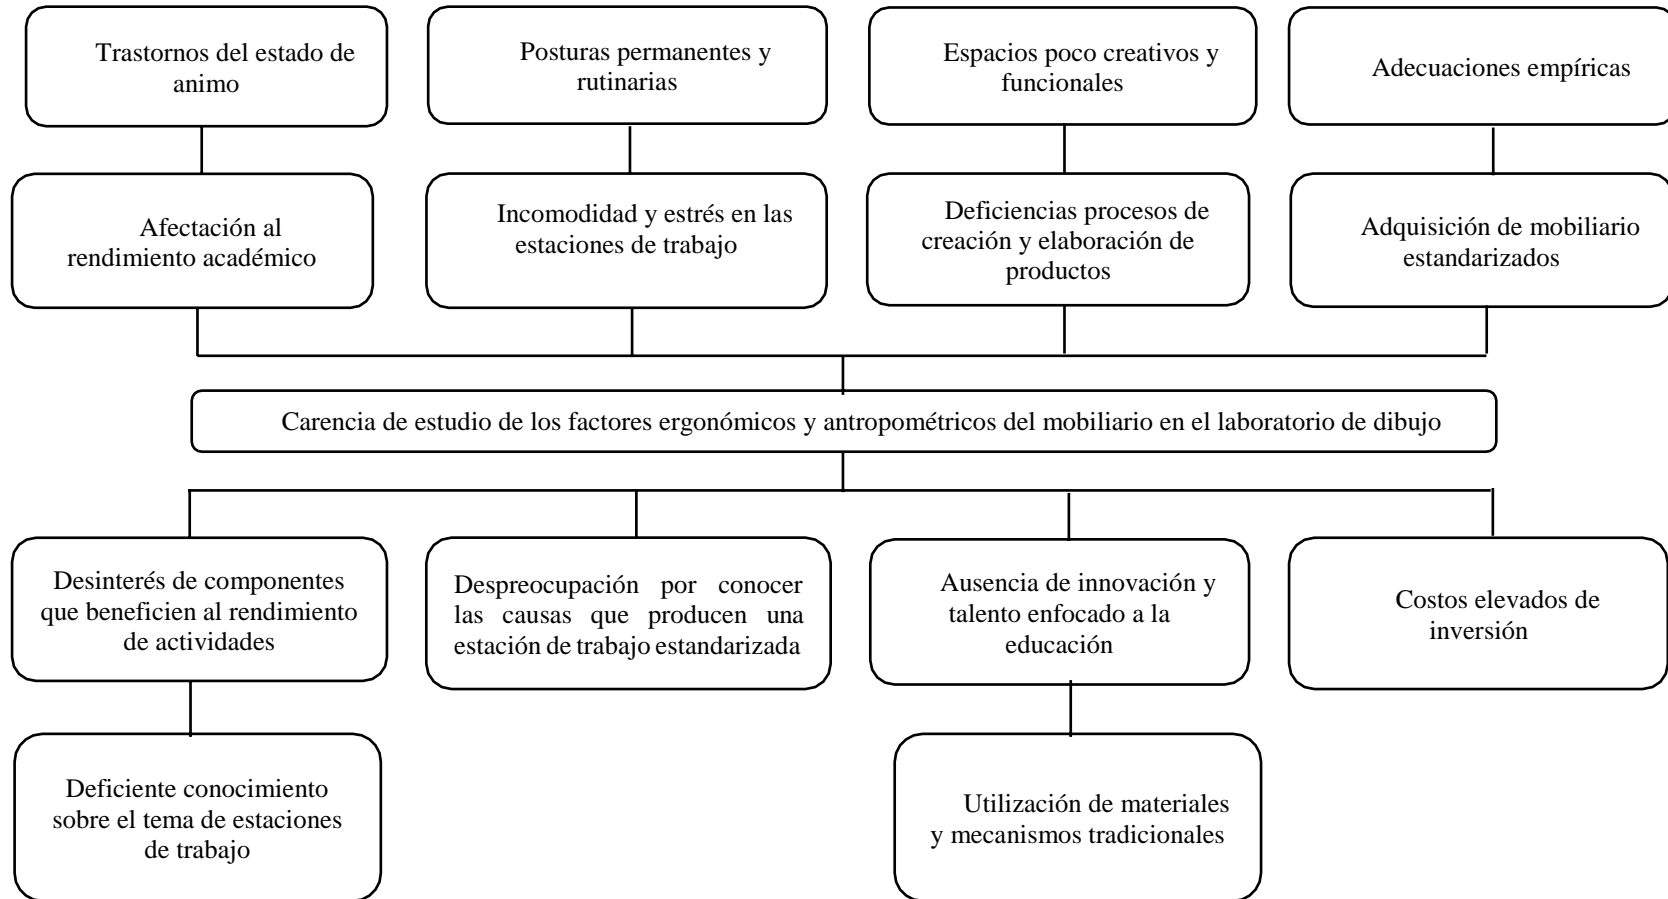 Trastornos del estado de
animo
Posturas permanentes y
rutinarias
Espacios poco creativos y
funcionales
Adecuaciones empíricas
Afectación al
rendimiento académico
Incomodidad y estrés en las
estaciones de trabajo
Deficiencias procesos de
creación y elaboración de
productos
Adquisición de mobiliario
estandarizados
Carencia de estudio de los factores ergonómicos y antropométricos del mobiliario en el laboratorio de dibujo
Desinterés de componentes
que beneficien al rendimiento
de actividades
Despreocupación por conocer
las causas que producen una
estación de trabajo estandarizada
Ausencia de innovación y
talento enfocado a la
educación
Costos elevados de
inversión
Deficiente conocimiento
sobre el tema de estaciones
de trabajo
Utilización de materiales
y mecanismos tradicionales